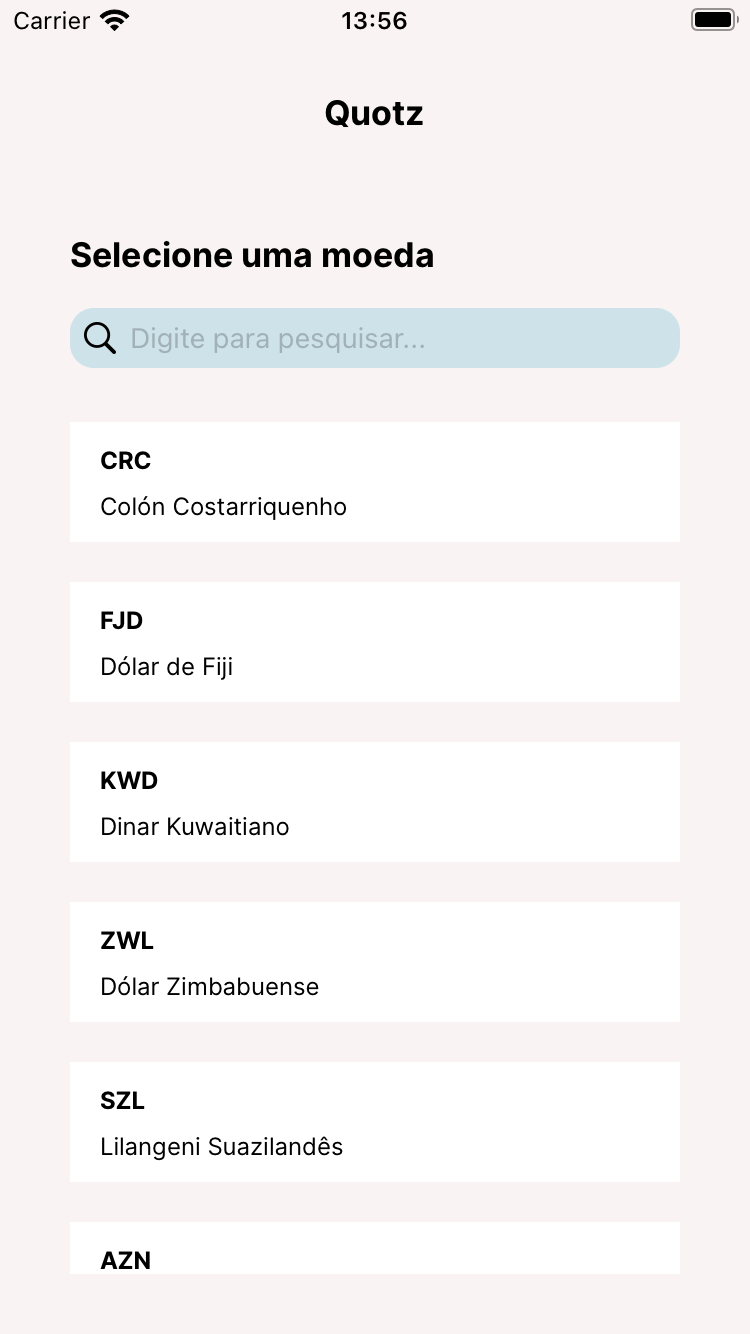 Carrier 13:56
Quotz
Selecione uma moeda
Digite para pesquisar...
CRC
Colón Costarriquenho
FJD
Dólar de Fiji
KWD
Dinar Kuwaitiano
ZWL
Dólar Zimbabuense
SZL
Lilangeni Suazilandês
AZN